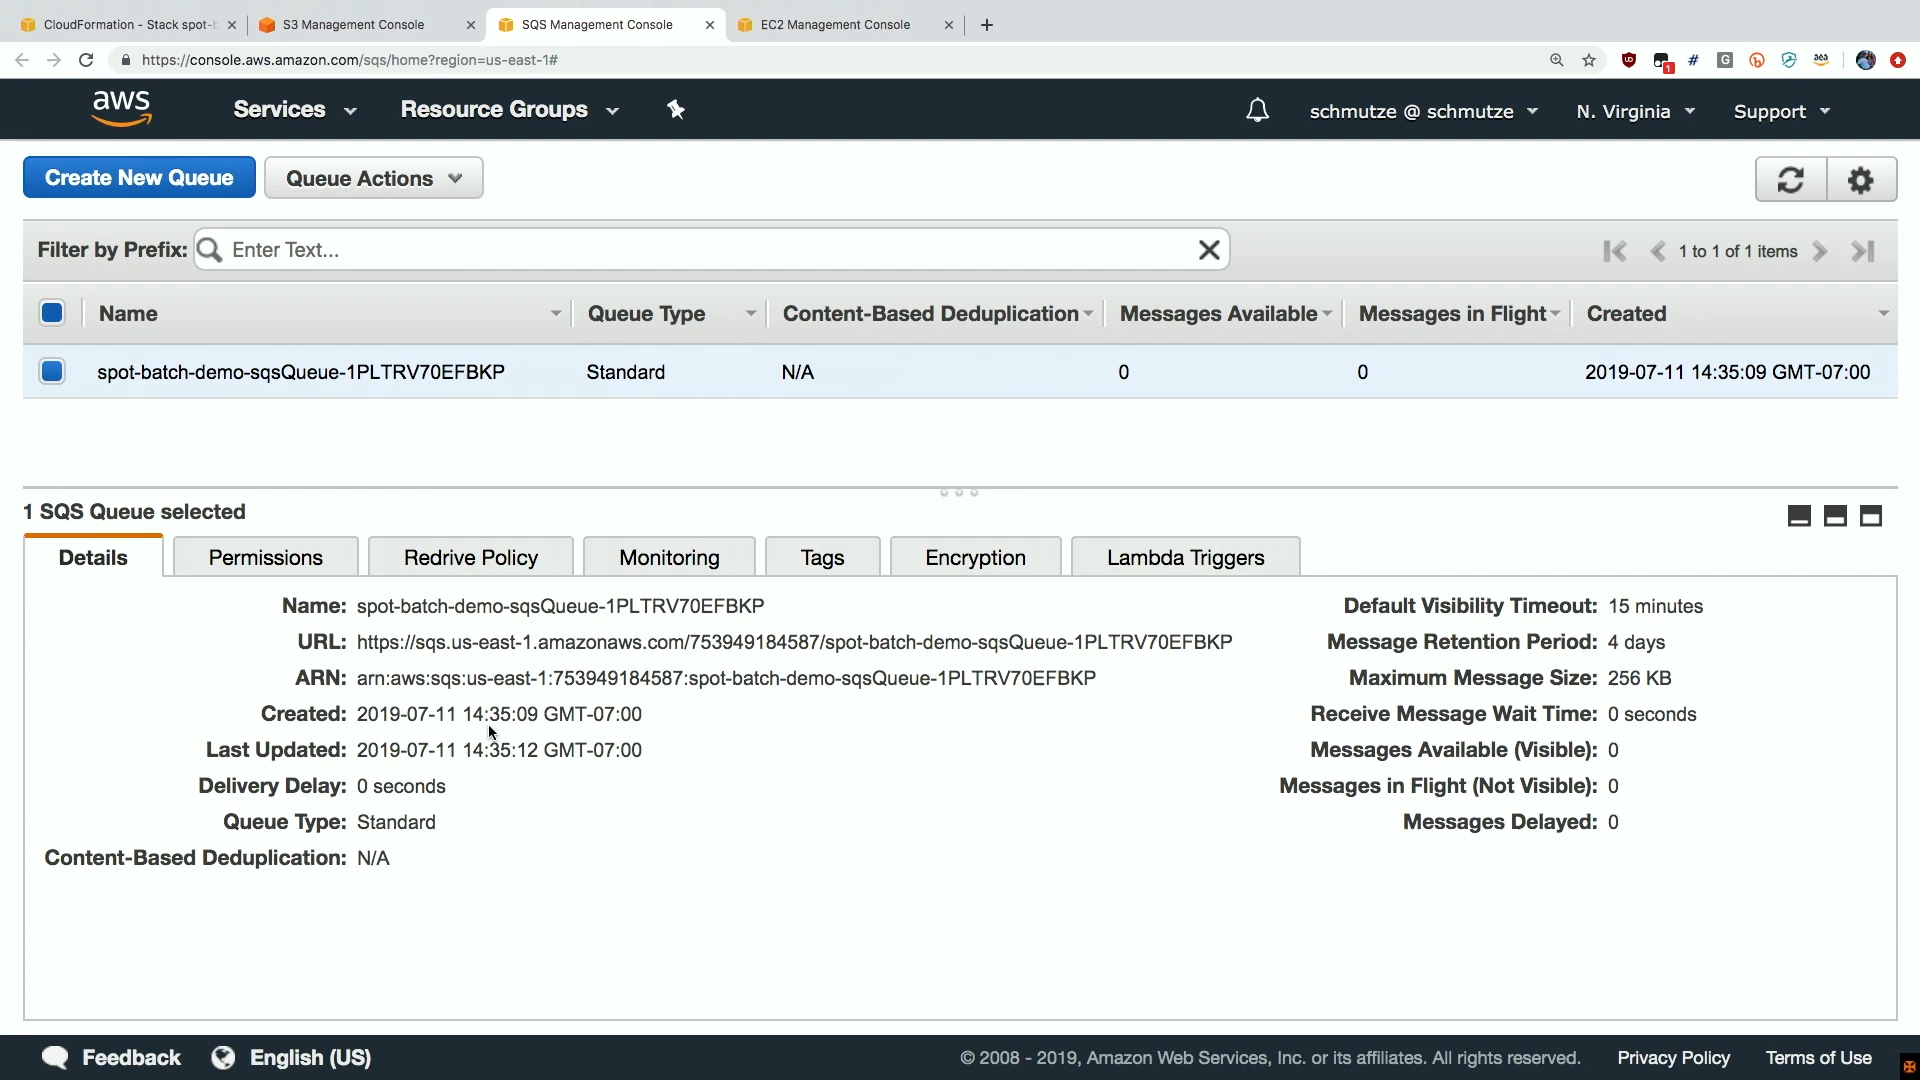 CloudFormation - Stack spot-b
S3 Management Console
SQS Management Console
EC2 Management Console
https://console.aws.amazon.com/sqs/home?region=us-east-1#
aws
Services
Resource Groups
schmutze @ schmutze
N. Virginia
Support
Create New Queue
Queue Actions
Filter by Prefix:
Enter Text...
1 to 1 of 1 items
Name Queue Type Content-Based Deduplication Messages Available Messages in Flight Created
spot-batch-demo-sqsQueue-1PLTRV70EFBKP Standard N/A 0 0 2019-07-11 14:35:09 GMT-07:00
1 SQS Queue selected
Details Permissions Redrive Policy Monitoring Tags Encryption Lambda Triggers
Name: spot-batch-demo-sqsQueue-1PLTRV70EFBKP
URL: https://sqs.us-east-1.amazonaws.com/753949184587/spot-batch-demo-sqsQueue-1PLTRV70EFBKP
ARN: arn:aws:sqs:us-east-1:753949184587:spot-batch-demo-sqsQueue-1PLTRV70EFBKP
Created: 2019-07-11 14:35:09 GMT-07:00
Last Updated: 2019-07-11 14:35:12 GMT-07:00
Delivery Delay: 0 seconds
Queue Type: Standard
Content-Based Deduplication: N/A
Default Visibility Timeout: 15 minutes
Message Retention Period: 4 days
Maximum Message Size: 256 KB
Receive Message Wait Time: 0 seconds
Messages Available (Visible): 0
Messages in Flight (Not Visible): 0
Messages Delayed: 0
Feedback
English (US)
© 2008 - 2019, Amazon Web Services, Inc. or its affiliates. All rights reserved.
Privacy Policy
Terms of Use